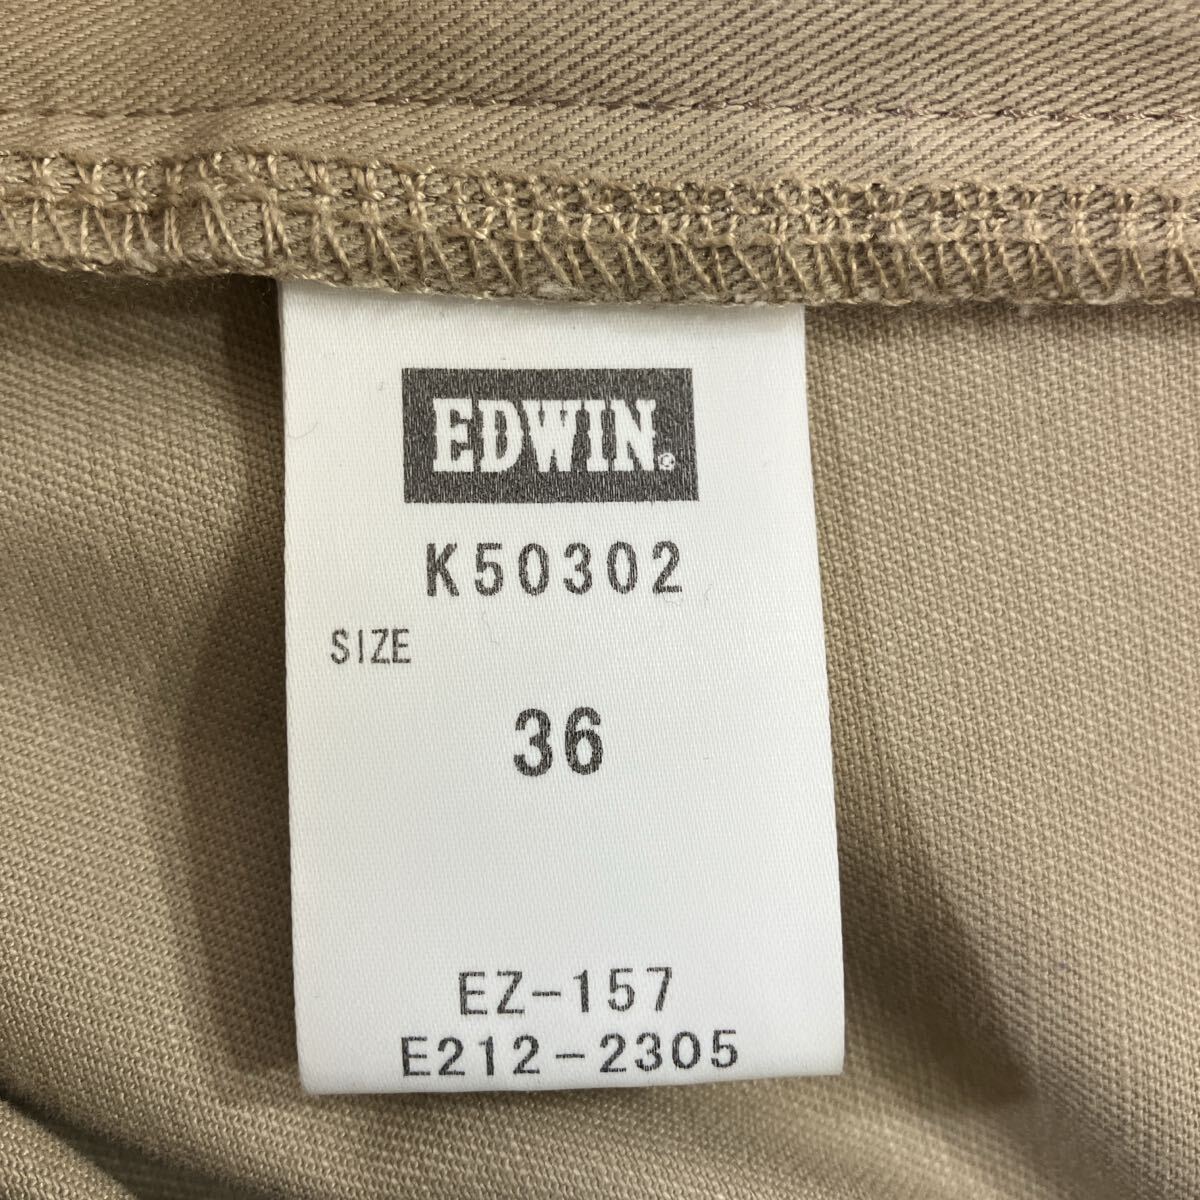 EDWIN®
K50302
SIZE
36
EZ-157
E212-2305